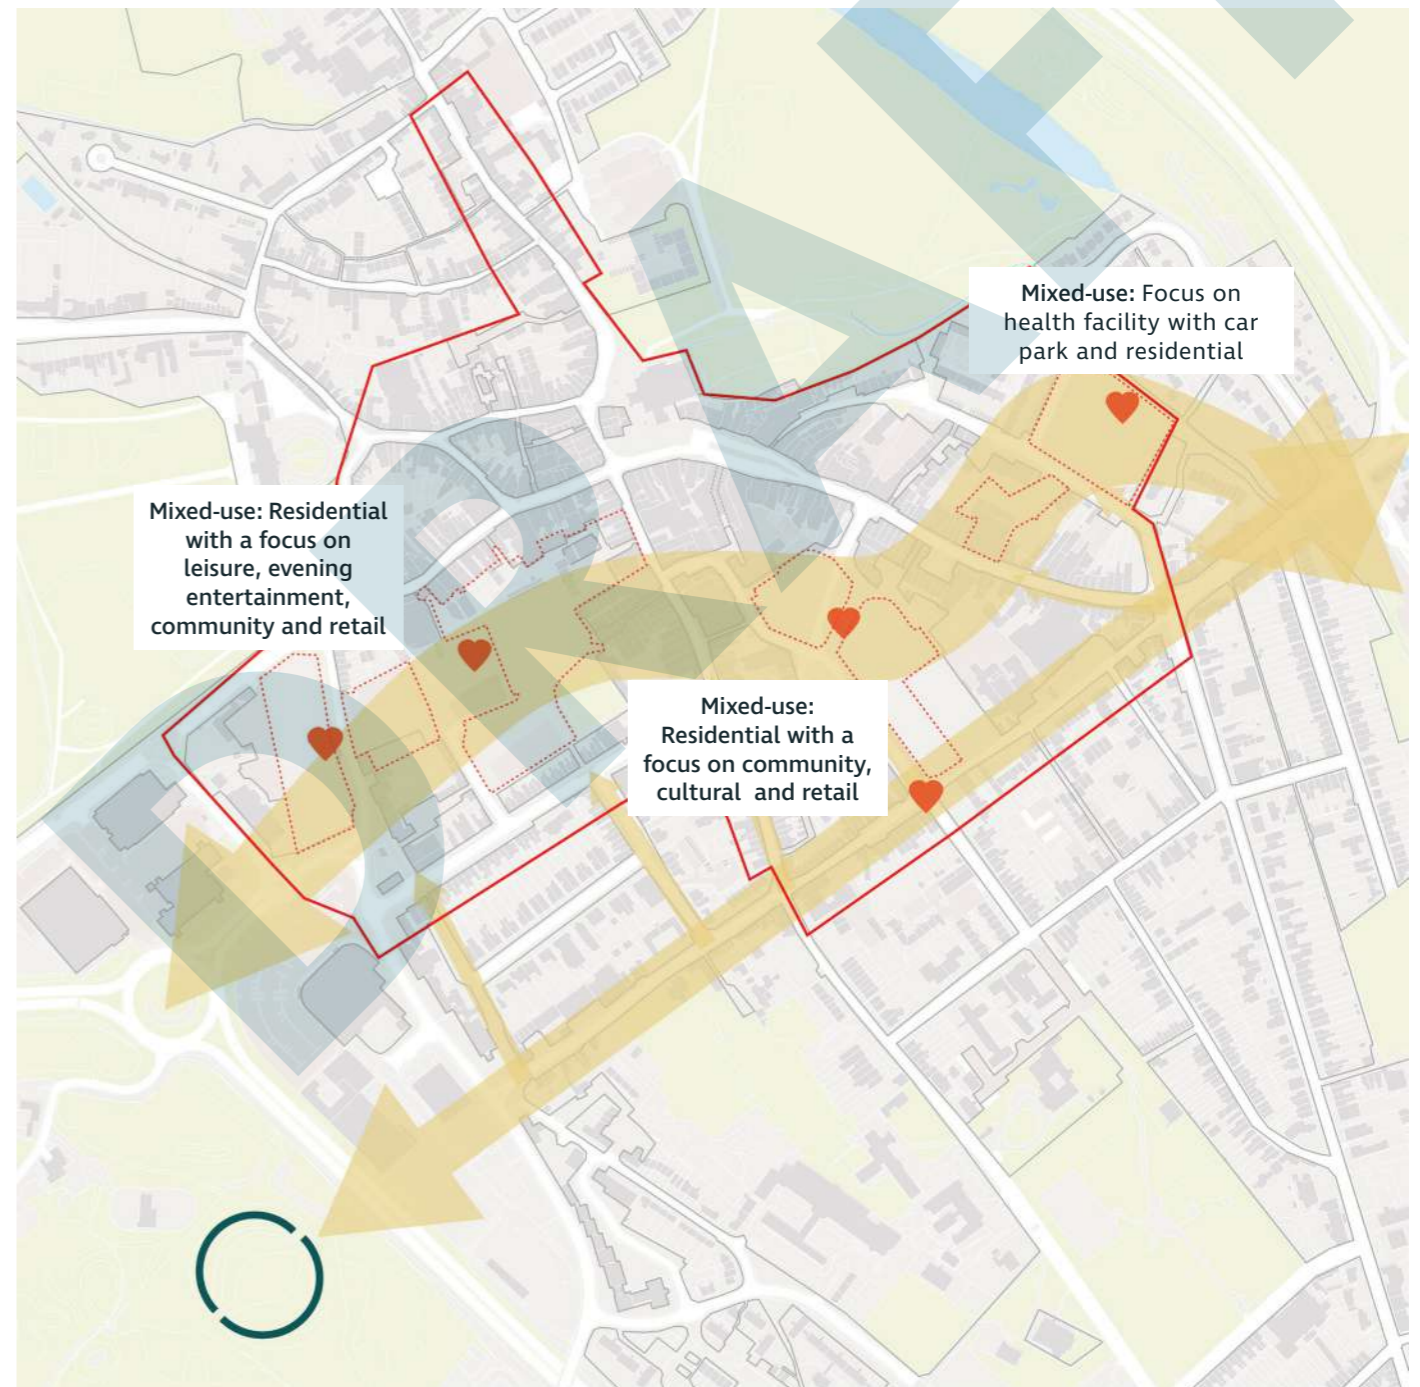 Mixed-use: Focus on
health facility with car
park and residential
Mixed-use: Residential
with a focus on
leisure, evening
entertainment,
community and retail
Mixed-use:
Residential with a
focus on community,
cultural and retail
DRAFT